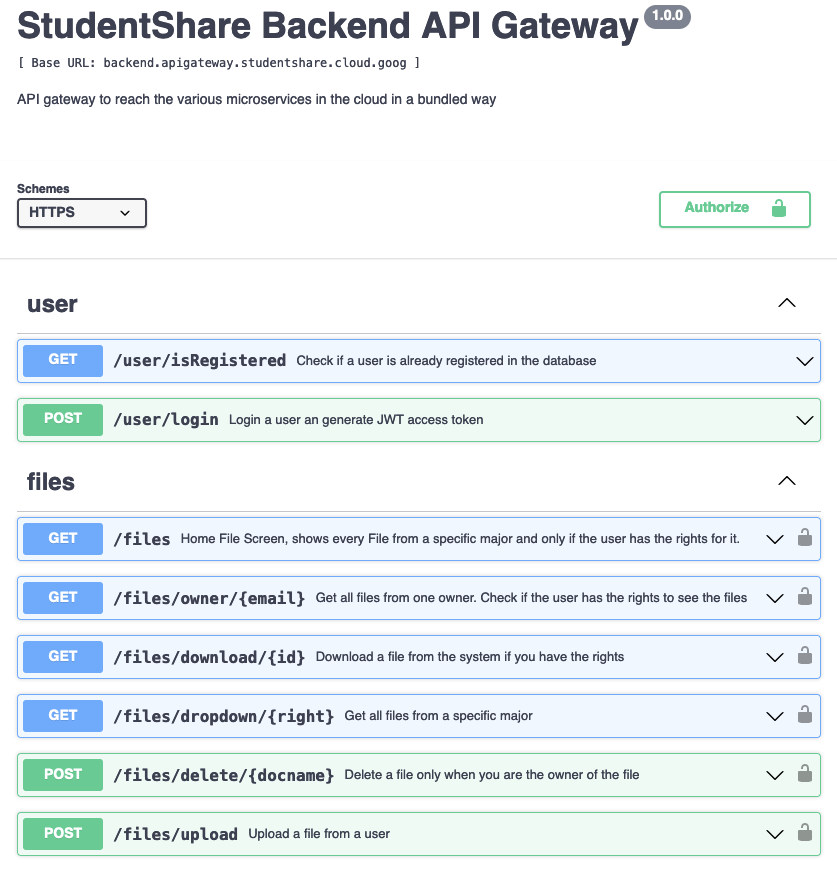 StudentShare Backend API Gateway 1.0.0
[ Base URL: backend.apigateway.studentshare.cloud.goog ]
API gateway to reach the various microservices in the cloud in a bundled way
Schemes
HTTPS
Authorize
user
GET /user/isRegistered Check if a user is already registered in the database
POST /user/login Login a user an generate JWT access token
files
GET /files Home File Screen, shows every File from a specific major and only if the user has the rights for it.
GET /files/owner/{email} Get all files from one owner. Check if the user has the rights to see the files
GET /files/download/{id} Download a file from the system if you have the rights
GET /files/dropdown/{right} Get all files from a specific major
POST /files/delete/{docname} Delete a file only when you are the owner of the file
POST /files/upload Upload a file from a user